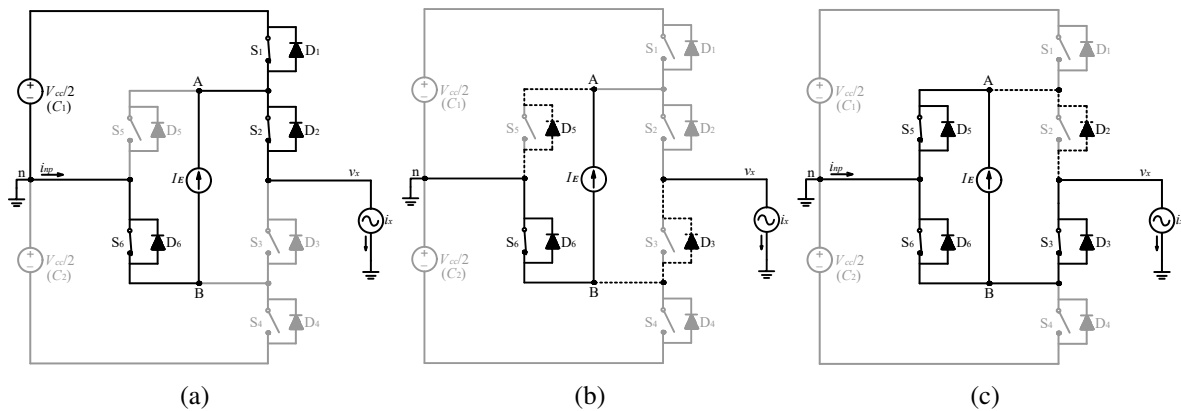 S1 D1
Vcc/2
(C1)
A
S5 D5
S2 D2
n
inp
IE
vx
ix
S6 D6
S3 D3
Vcc/2
(C2)
B
S4 D4
(a)
S1 D1
Vcc/2
(C1)
A
S5 D5
S2 D2
n
IE
vx
ix
S6 D6
S3 D3
Vcc/2
(C2)
B
S4 D4
(b)
S1 D1
Vcc/2
(C1)
A
S5 D5
S2 D2
n
inp
IE
vx
ix
S6 D6
S3 D3
Vcc/2
(C2)
B
S4 D4
(c)